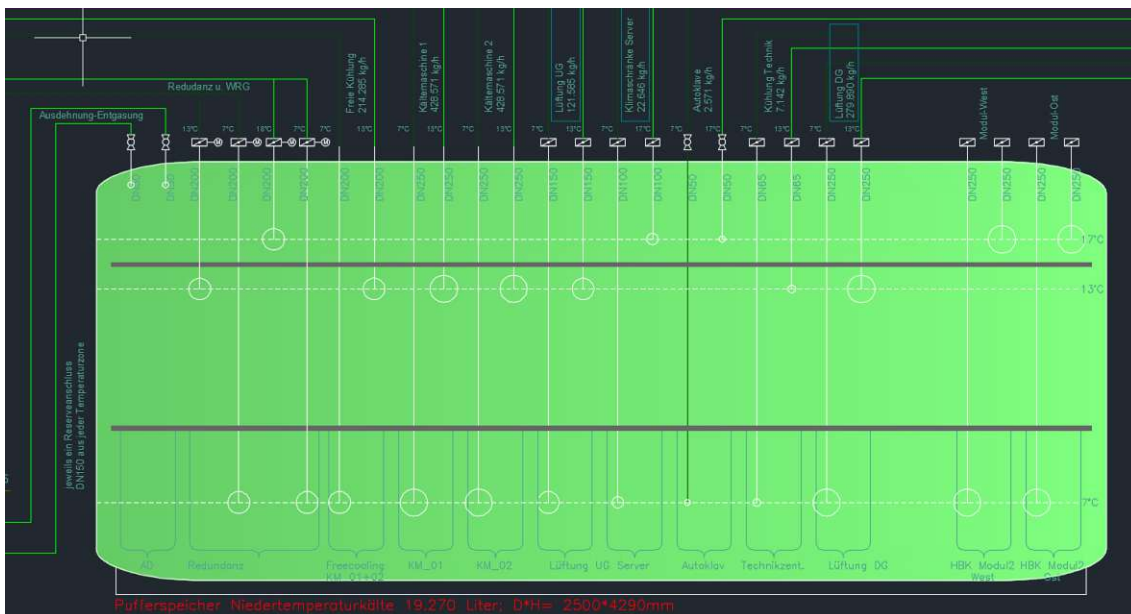 Redudanz u. WRG
Ausdehnung-Entgasung
Freie Kühlung
214.285 kg/h
Kältemaschine 1
428.571 kg/h
Kältemaschine 2
428.571 kg/h
Lüftung UG
121.585 kg/h
Klimaschränke Server
22.646 kg/h
Autoklave
2.571 kg/h
Kühlung Technik
7.142 kg/h
Lüftung DG
279.890 kg/h
Modul-West
Modul-Ost
13°C
7°C
18°C
7°C
7°C
13°C
7°C
13°C
7°C
13°C
7°C
13°C
7°C
17°C
7°C
17°C
7°C
13°C
7°C
13°C
M
M
M
M
DN200
DN200
DN200
DN200
DN200
DN200
DN250
DN250
DN250
DN250
DN150
DN150
DN100
DN100
DN50
DN50
DN65
DN65
DN250
DN250
DN250
DN250
DN250
DN250
17°C
13°C
jeweils ein Reserveanschluss
DN150 aus jeder Temperaturzone
7°C
AD
Redundanz
Freecooling:
KM_01+02
KM_01
KM_02
Lüftung UG
Server
Autoklav
Technikzent.
Lüftung DG
HBK Modul2
West
HBK Modul2
Ost
Pufferspeicher Niedertemperaturkälte 19.270 Liter; D*H= 2500*4290mm